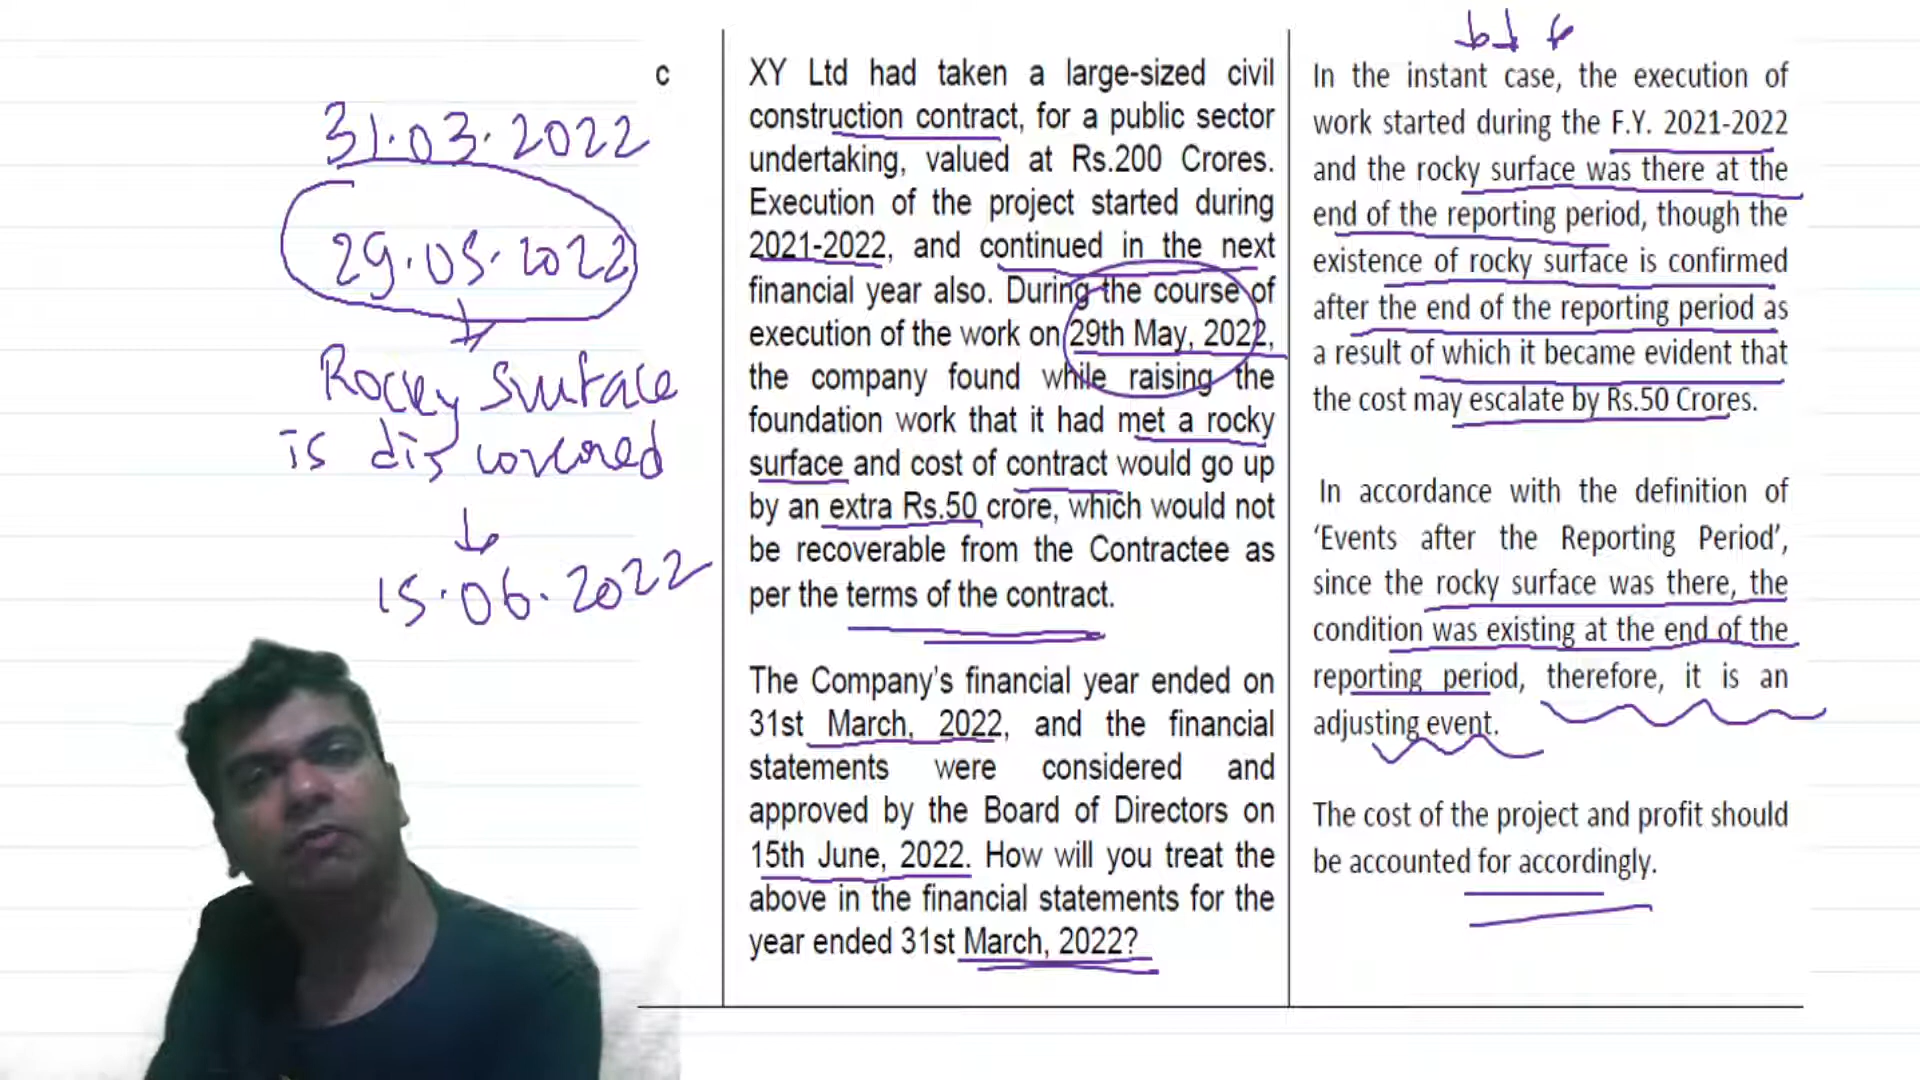 31.03.2022
29.05.2022
Rocky Surface
is discovered
15.06.2022
c
XY Ltd had taken a large-sized civil
construction contract, for a public sector
undertaking, valued at Rs.200 Crores.
Execution of the project started during
2021-2022, and continued in the next
financial year also. During the course of
execution of the work on 29th May, 2022,
the company found while raising the
foundation work that it had met a rocky
surface and cost of contract would go up
by an extra Rs.50 crore, which would not
be recoverable from the Contractee as
per the terms of the contract.
The Company's financial year ended on
31st March, 2022, and the financial
statements were considered and
approved by the Board of Directors on
15th June, 2022. How will you treat the
above in the financial statements for the
year ended 31st March, 2022?
In the instant case, the execution of
work started during the F.Y. 2021-2022
and the rocky surface was there at the
end of the reporting period, though the
existence of rocky surface is confirmed
after the end of the reporting period as
a result of which it became evident that
the cost may escalate by Rs.50 Crores.
In accordance with the definition of
‘Events after the Reporting Period’,
since the rocky surface was there, the
condition was existing at the end of the
reporting period, therefore, it is an
adjusting event.
The cost of the project and profit should
be accounted for accordingly.